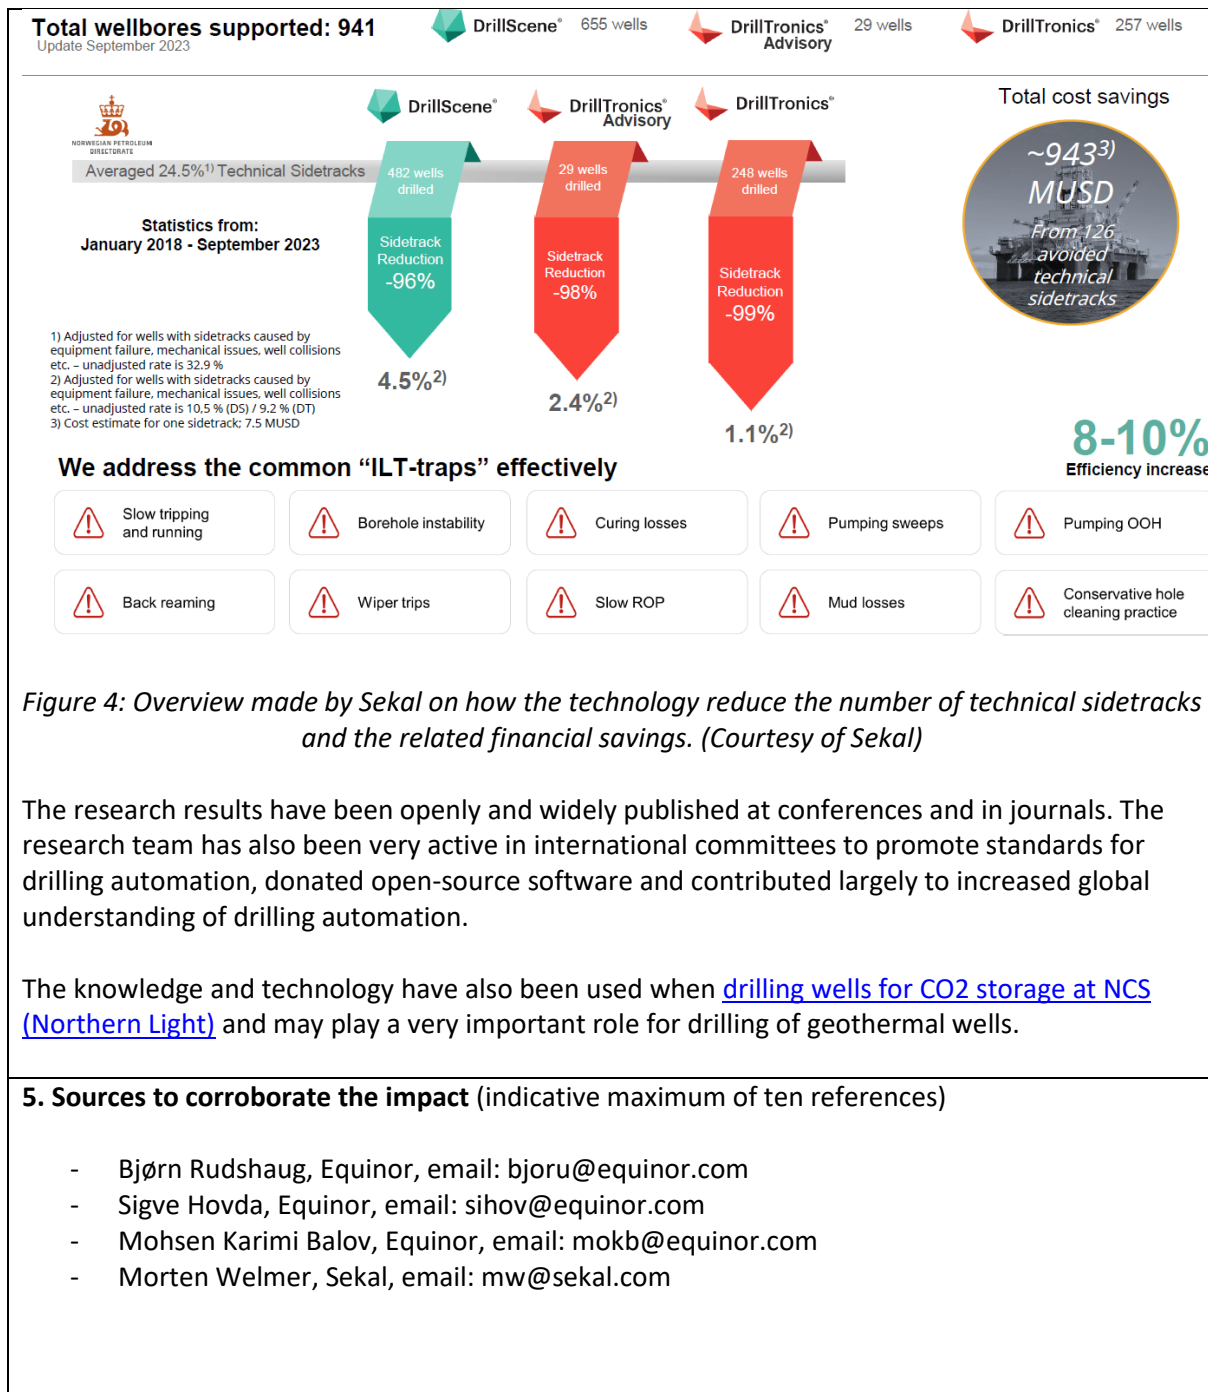 Total wellbores supported: 941
Update September 2023
DrillScene® 655 wells
DrillTronics® Advisory 29 wells
DrillTronics® 257 wells
NORWEGIAN PETROLEUM
DIRECTORATE
DrillScene®
DrillTronics®
Advisory
DrillTronics®
Total cost savings
Averaged 24.5%1) Technical Sidetracks
482 wells
drilled
29 wells
drilled
248 wells
drilled
~9433)
MUSD
From 126
avoided
technical
sidetracks
Statistics from:
January 2018 - September 2023
Sidetrack
Reduction
-96%
Sidetrack
Reduction
-98%
Sidetrack
Reduction
-99%
1) Adjusted for wells with sidetracks caused by
equipment failure, mechanical issues, well collisions
etc. – unadjusted rate is 32.9 %
2) Adjusted for wells with sidetracks caused by
equipment failure, mechanical issues, well collisions
etc. – unadjusted rate is 10,5 % (DS) / 9.2 % (DT)
3) Cost estimate for one sidetrack; 7.5 MUSD
4.5%2)
2.4%2)
1.1%2)
8-10%
Efficiency increase
We address the common “ILT-traps” effectively
Slow tripping
and running
Borehole instability
Curing losses
Pumping sweeps
Pumping OOH
Back reaming
Wiper trips
Slow ROP
Mud losses
Conservative hole
cleaning practice
Figure 4: Overview made by Sekal on how the technology reduce the number of technical sidetracks
and the related financial savings. (Courtesy of Sekal)
The research results have been openly and widely published at conferences and in journals. The
research team has also been very active in international committees to promote standards for
drilling automation, donated open-source software and contributed largely to increased global
understanding of drilling automation.
The knowledge and technology have also been used when drilling wells for CO2 storage at NCS
(Northern Light) and may play a very important role for drilling of geothermal wells.
5. Sources to corroborate the impact (indicative maximum of ten references)
- Bjørn Rudshaug, Equinor, email: bjoru@equinor.com
- Sigve Hovda, Equinor, email: sihov@equinor.com
- Mohsen Karimi Balov, Equinor, email: mokb@equinor.com
- Morten Welmer, Sekal, email: mw@sekal.com